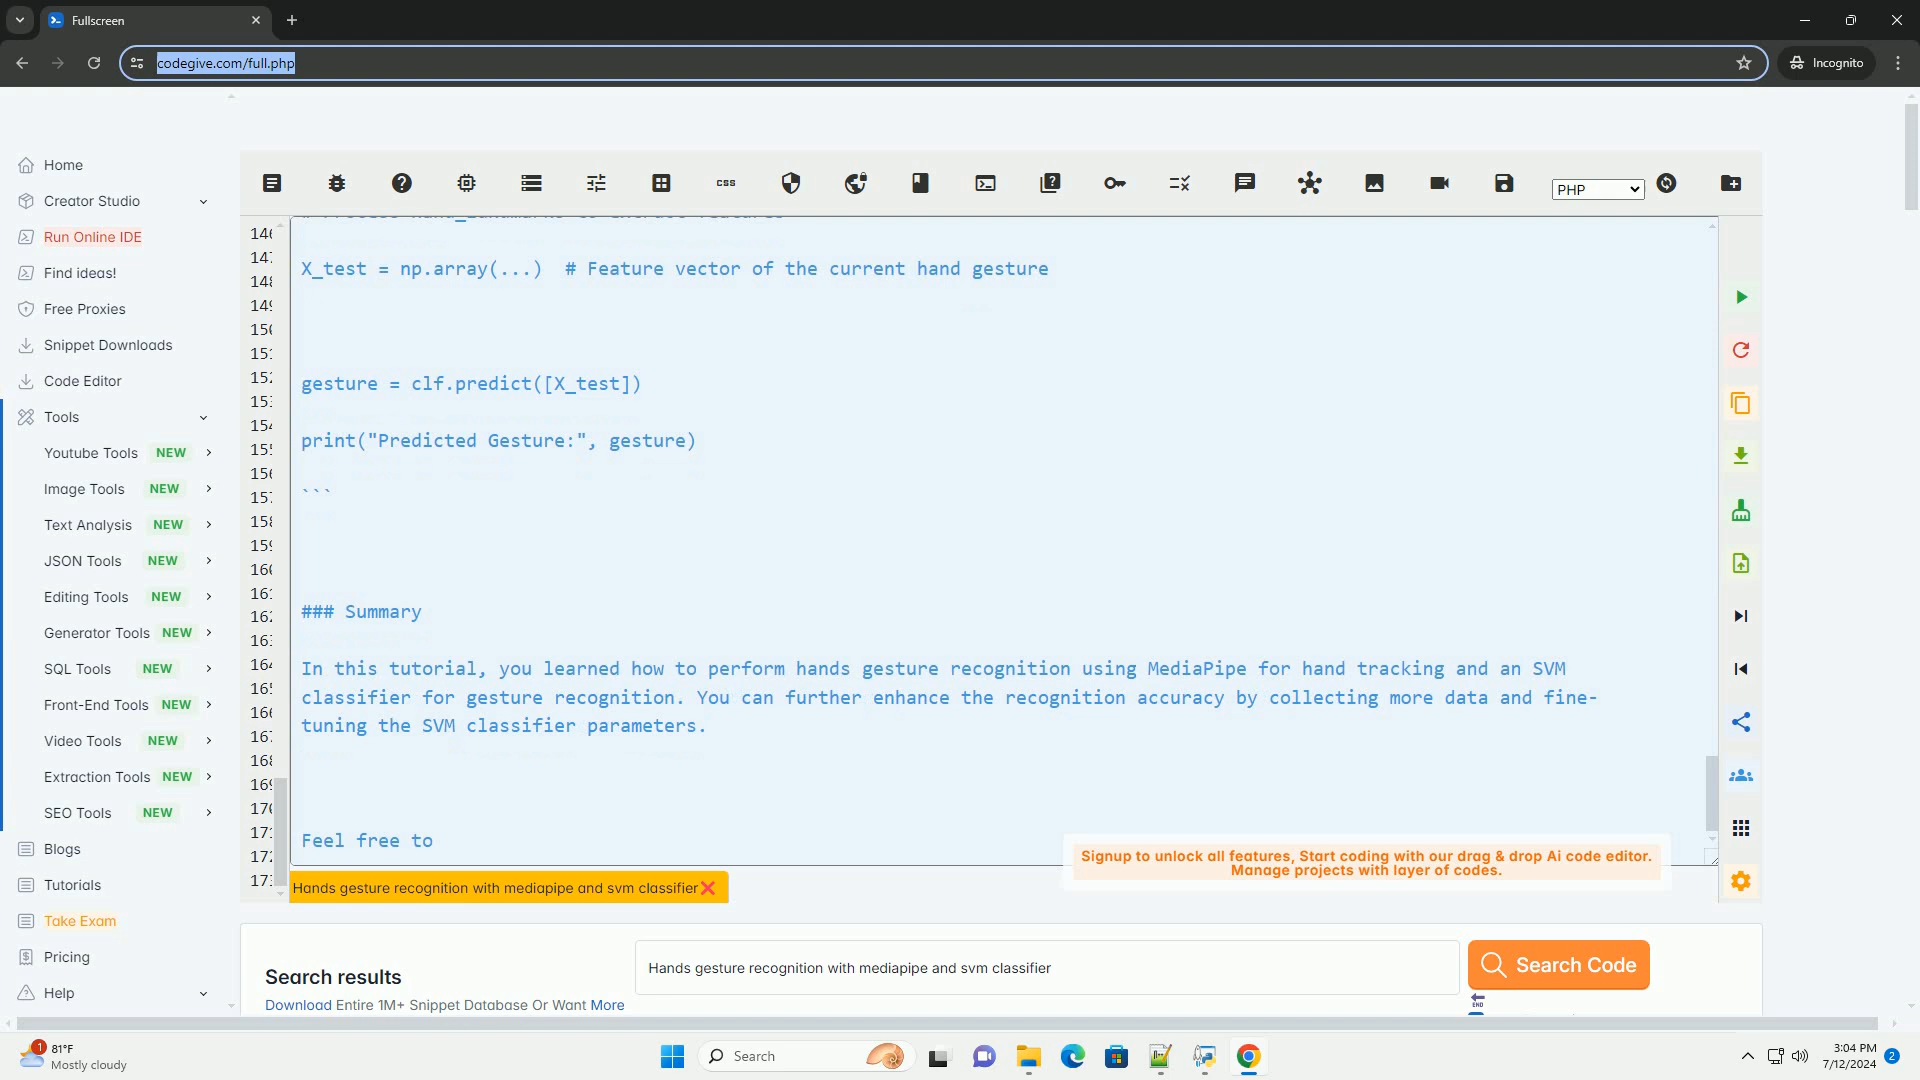 Fullscreen
codegive.com/full.php
Incognito
Home
Creator Studio
Run Online IDE
Find ideas!
Free Proxies
Snippet Downloads
Code Editor
Tools
Youtube Tools NEW
Image Tools NEW
Text Analysis NEW
JSON Tools NEW
Editing Tools NEW
Generator Tools NEW
SQL Tools NEW
Front-End Tools NEW
Video Tools NEW
Extraction Tools NEW
SEO Tools NEW
Blogs
Tutorials
Take Exam
Pricing
Help
css
PHP
X_test = np.array(...)  # Feature vector of the current hand gesture
gesture = clf.predict([X_test])
print("Predicted Gesture:", gesture)
```
### Summary
In this tutorial, you learned how to perform hands gesture recognition using MediaPipe for hand tracking and an SVM
classifier for gesture recognition. You can further enhance the recognition accuracy by collecting more data and fine-
tuning the SVM classifier parameters.
Feel free to
Signup to unlock all features, Start coding with our drag & drop Ai code editor.
Manage projects with layer of codes.
Hands gesture recognition with mediapipe and svm classifier
Search results
Hands gesture recognition with mediapipe and svm classifier
Search Code
Download Entire 1M+ Snippet Database Or Want More
END
1
81°F
Mostly cloudy
Search
3:04 PM
7/12/2024
2